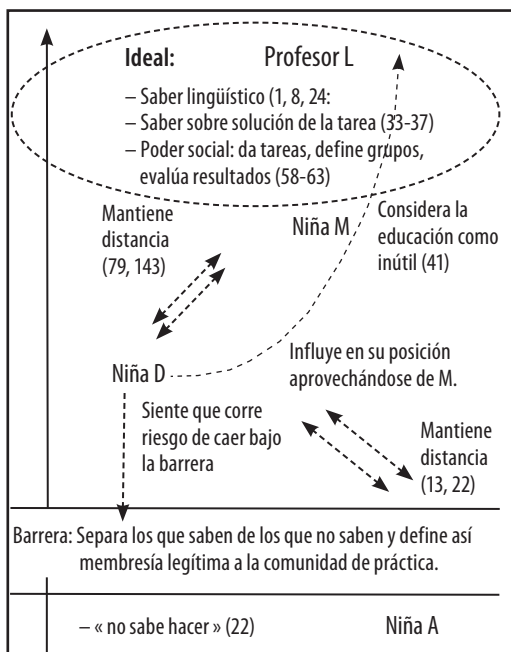 Ideal: Profesor L
– Saber lingüístico (1, 8, 24:
– Saber sobre solución de la tarea (33-37)
– Poder social: da tareas, define grupos,
evalúa resultados (58-63)
Mantiene
distancia
(79, 143)
Niña M
Considera la
educación como
inútil (41)
Niña D
Influye en su posición
aprovechándose de M.
Siente que corre
riesgo de caer bajo
la barrera
Mantiene
distancia
(13, 22)
Barrera: Separa los que saben de los que no saben y define así
membresía legítima a la comunidad de práctica.
– « no sabe hacer » (22) Niña A